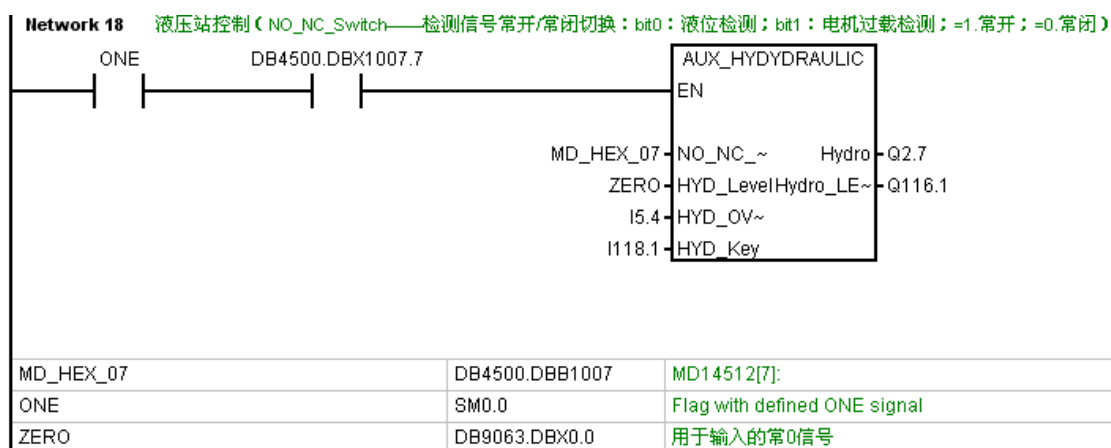 Network 18 液压站控制(NO_NC_Switch——检测信号常开/常闭切换:bit0:液位检测;bit1:电机过载检测;=1.常开;=0.常闭)
ONE DB4500.DBX1007.7 AUX_HYDYDRAULIC
EN
MD_HEX_07 NO_NC_~ Hydro Q2.7
ZERO HYD_Level Hydro_LE~ Q116.1
I5.4 HYD_OV~
I118.1 HYD_Key
MD_HEX_07 DB4500.DBB1007 MD14512[7]:
ONE SM0.0 Flag with defined ONE signal
ZERO DB9063.DBX0.0 用于输入的常0信号